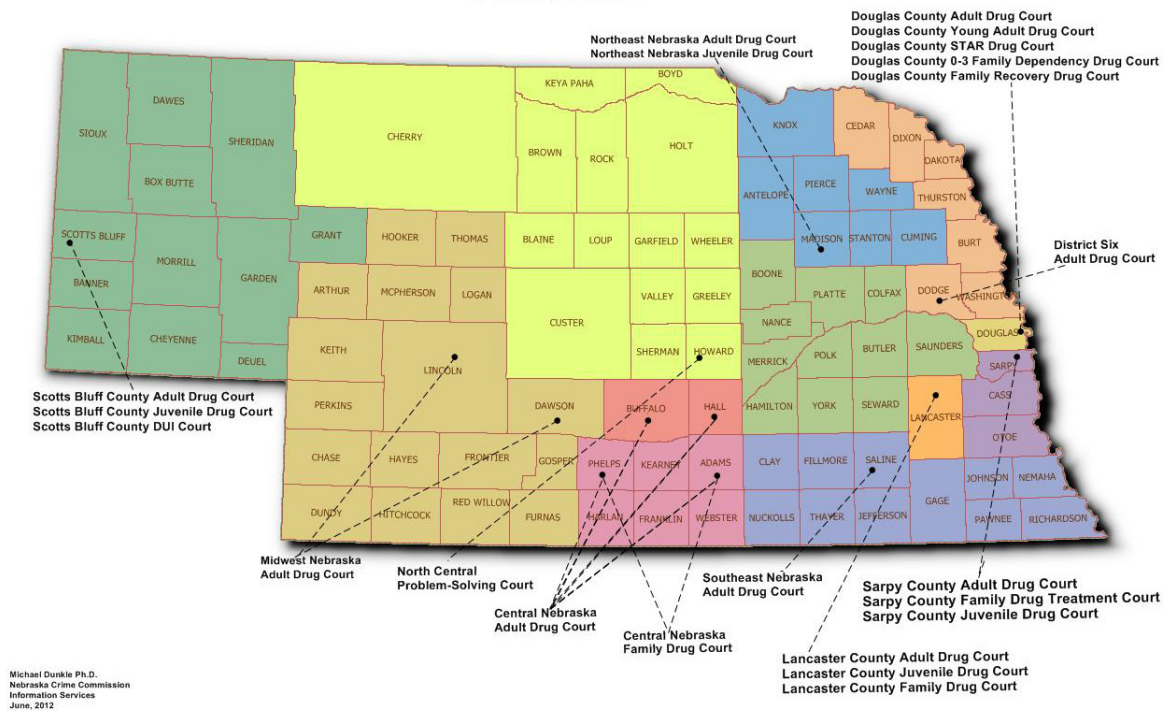 Douglas County Adult Drug Court
Douglas County Young Adult Drug Court
Douglas County STAR Drug Court
Douglas County 0-3 Family Dependency Drug Court
Douglas County Family Recovery Drug Court
Northeast Nebraska Adult Drug Court
Northeast Nebraska Juvenile Drug Court
KEYA PAHA
BOYD
SIOUX
DAWES
SHERIDAN
CHERRY
BROWN
ROCK
HOLT
KNOX
CEDAR
DIXON
DAKOTA
BOX BUTTE
ANTELOPE
PIERCE
WAYNE
THURSTON
SCOTTS BLUFF
MORRILL
GRANT
HOOKER
THOMAS
BLAINE
LOUP
GARFIELD
WHEELER
MADISON
STANTON
CUMING
BURT
District Six
Adult Drug Court
BANNER
GARDEN
ARTHUR
MCPHERSON
LOGAN
CUSTER
VALLEY
GREELEY
BOONE
PLATTE
COLFAX
DODGE
WASHINGTON
KIMBALL
CHEYENNE
DEUEL
KEITH
LINCOLN
SHERMAN
HOWARD
NANCE
MERRICK
POLK
BUTLER
SAUNDERS
DOUGLAS
SARPY
PERKINS
DAWSON
BUFFALO
HALL
HAMILTON
YORK
SEWARD
LANCASTER
CASS
OTOE
Scotts Bluff County Adult Drug Court
Scotts Bluff County Juvenile Drug Court
Scotts Bluff County DUI Court
CHASE
HAYES
FRONTIER
GOSPER
PHELPS
KEARNEY
ADAMS
CLAY
FILLMORE
SALINE
GAGE
JOHNSON
NEMAHA
DUNDY
HITCHCOCK
RED WILLOW
FURNAS
HARLAN
FRANKLIN
WEBSTER
NUCKOLLS
THAYER
JEFFERSON
PAWNEE
RICHARDSON
Midwest Nebraska
Adult Drug Court
North Central
Problem-Solving Court
Central Nebraska
Adult Drug Court
Central Nebraska
Family Drug Court
Southeast Nebraska
Adult Drug Court
Sarpy County Adult Drug Court
Sarpy County Family Drug Treatment Court
Sarpy County Juvenile Drug Court
Lancaster County Adult Drug Court
Lancaster County Juvenile Drug Court
Lancaster County Family Drug Court
Michael Dunkle Ph.D.
Nebraska Crime Commission
Information Services
June, 2012